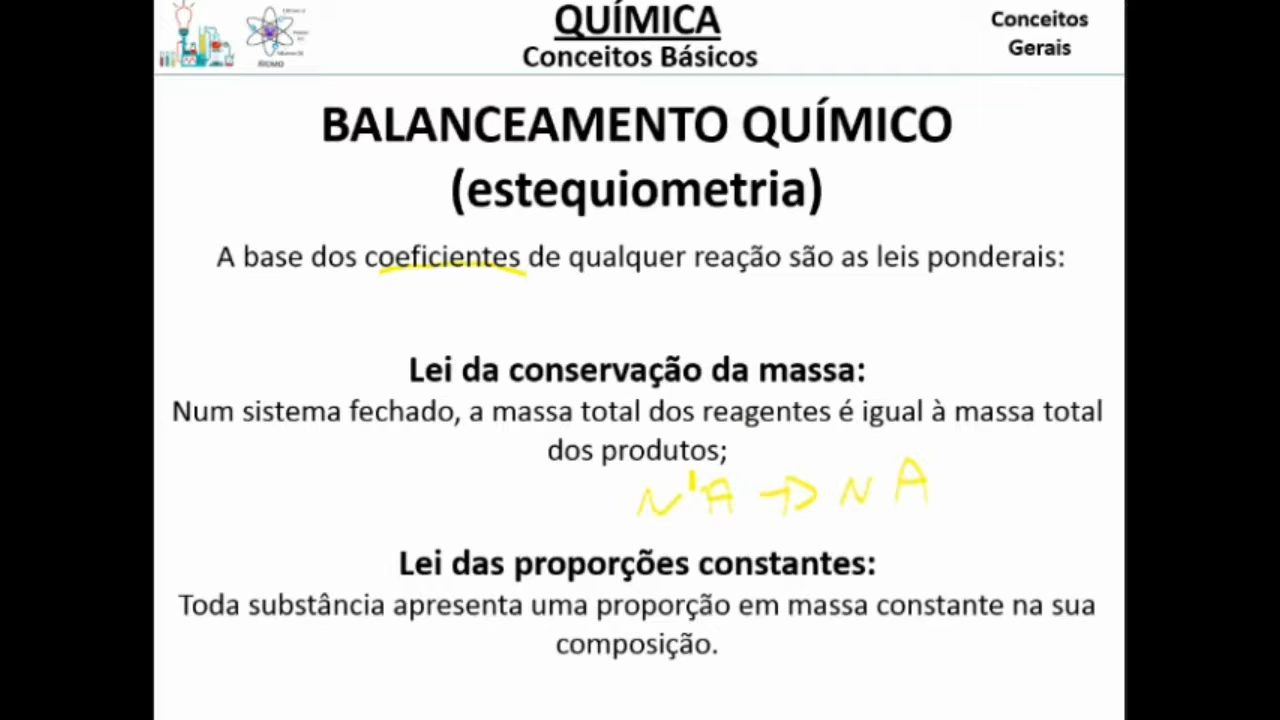 QUÍMICA
Conceitos Básicos
Conceitos
Gerais
ÁTOMO
BALANCEAMENTO QUÍMICO
(estequiometria)
A base dos coeficientes de qualquer reação são as leis ponderais:
Lei da conservação da massa:
Num sistema fechado, a massa total dos reagentes é igual à massa total
dos produtos;
N'A → N A
Lei das proporções constantes:
Toda substância apresenta uma proporção em massa constante na sua
composição.